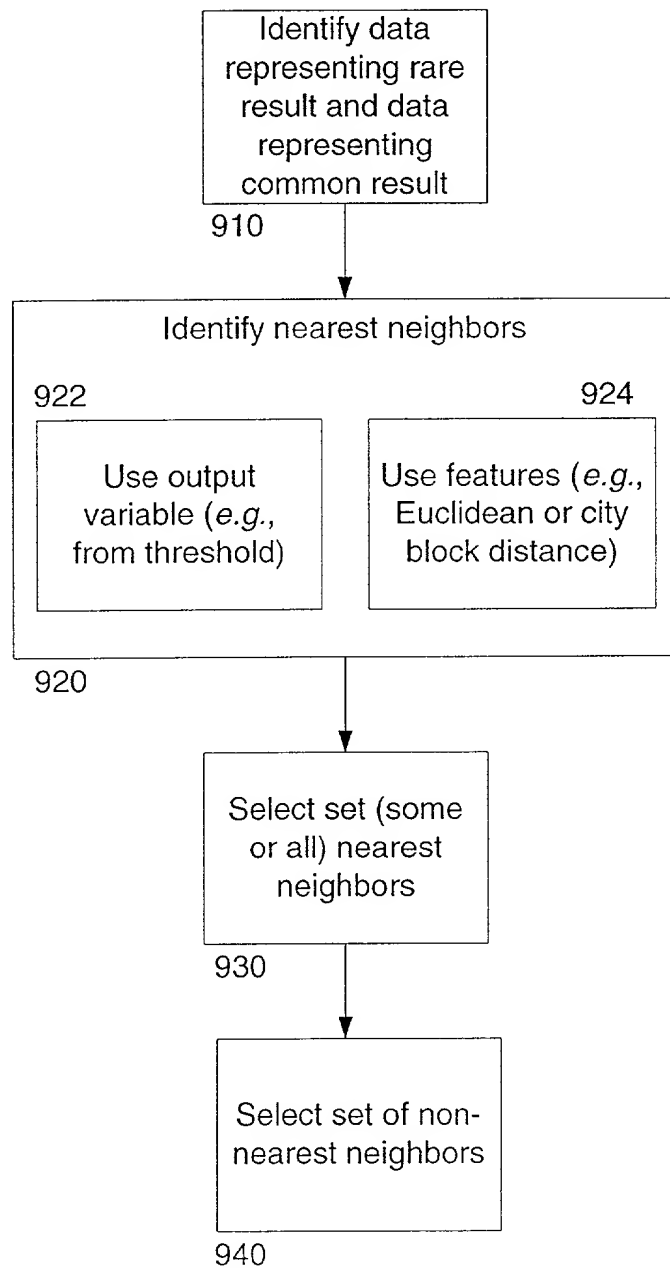 Identify data
representing rare
result and data
representing
common result
910
Identify nearest neighbors
922
924
Use output
variable (e.g.,
from threshold)
Use features (e.g.,
Euclidean or city
block distance)
920
Select set (some
or all) nearest
neighbors
930
Select set of non-
nearest neighbors
940